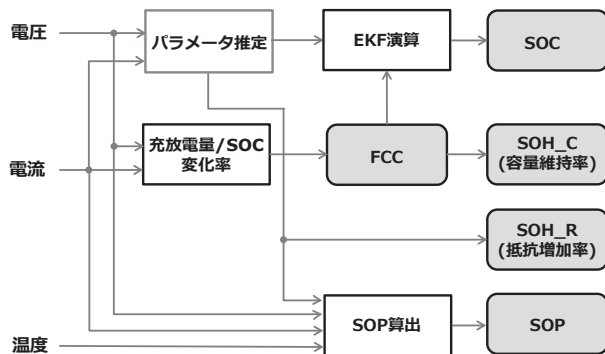 電圧
パラメータ推定
EKF演算
SOC
充放電量/SOC
変化率
FCC
SOH_C
(容量維持率)
電流
SOH_R
(抵抗増加率)
SOP算出
SOP
温度